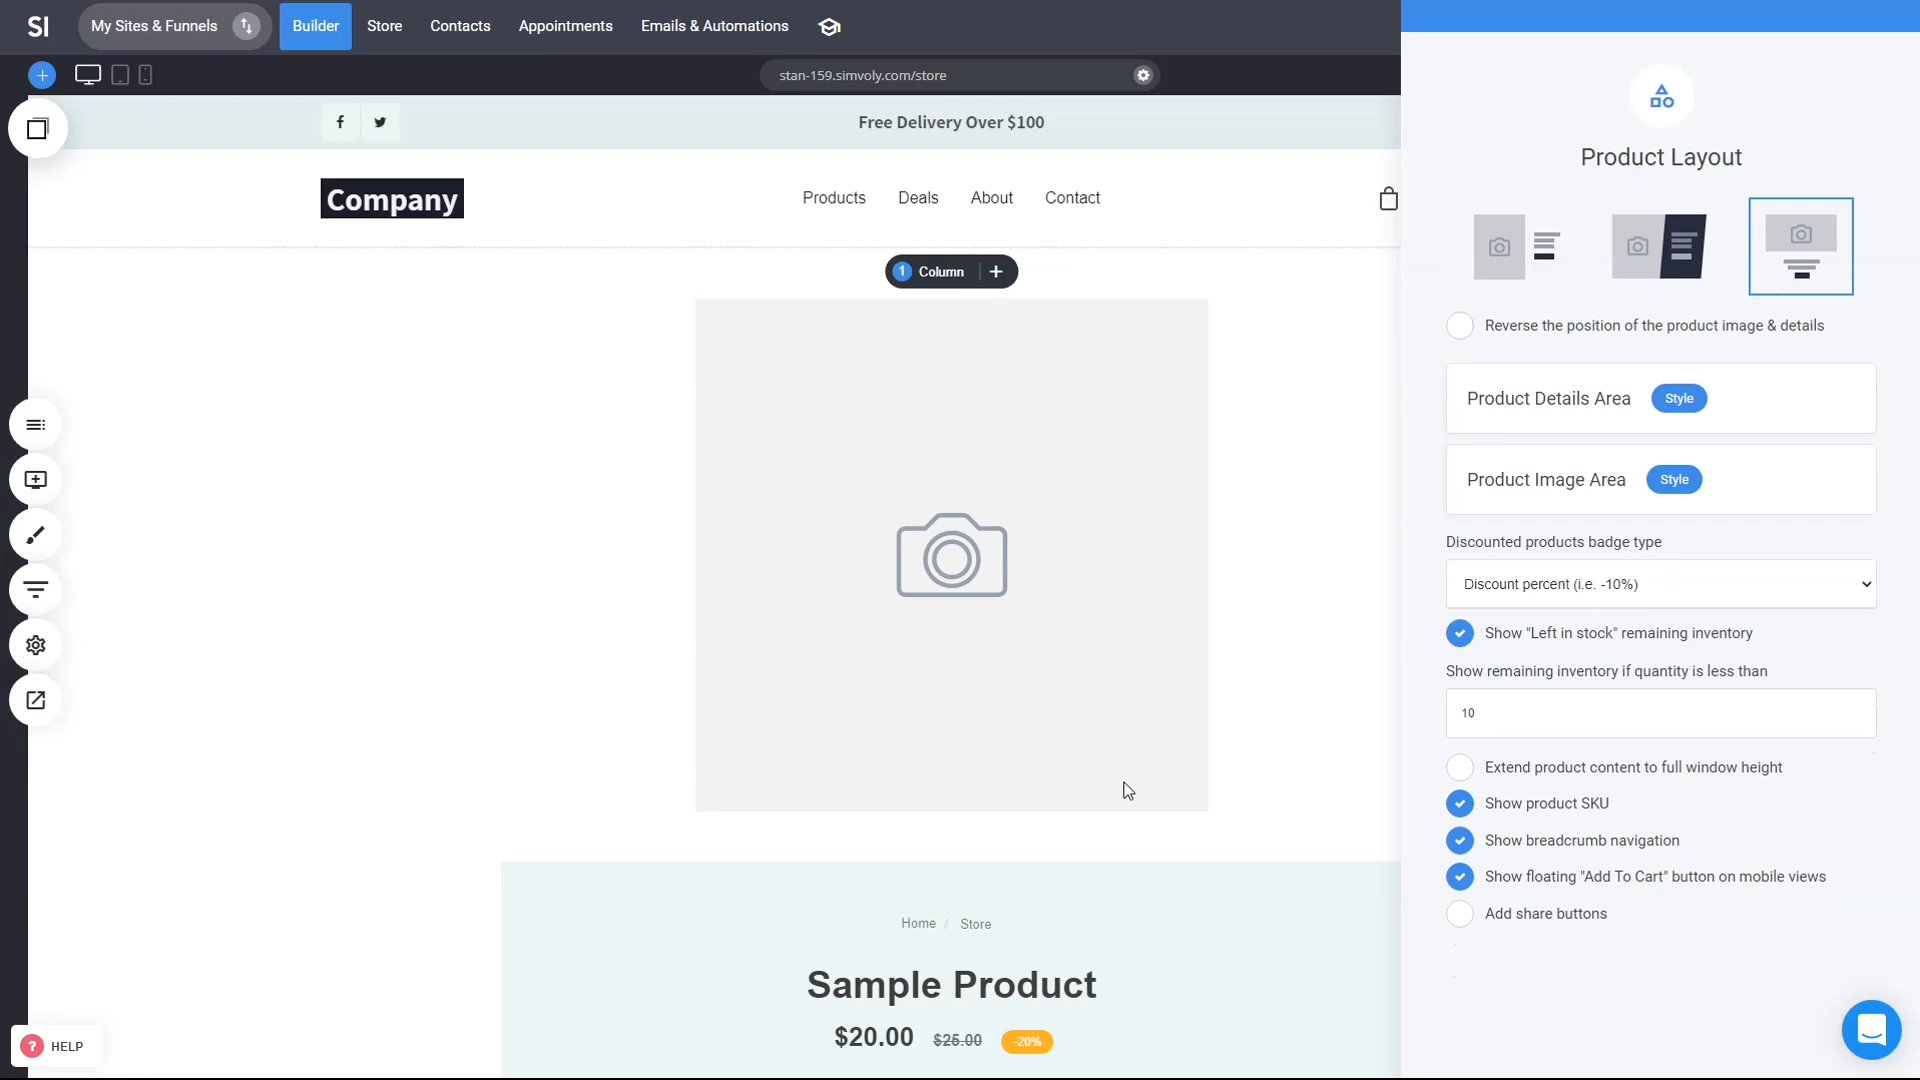 SI My Sites & Funnels Builder Store Contacts Appointments Emails & Automations
stan-159.simvoly.com/store
Free Delivery Over $100
Company
Products Deals About Contact
1 Column +
Home / Store
Sample Product
$20.00 $25.00 -20%
? HELP
Product Layout
Reverse the position of the product image & details
Product Details Area Style
Product Image Area Style
Discounted products badge type
Discount percent (i.e. -10%)
Show "Left in stock" remaining inventory
Show remaining inventory if quantity is less than
10
Extend product content to full window height
Show product SKU
Show breadcrumb navigation
Show floating "Add To Cart" button on mobile views
Add share buttons